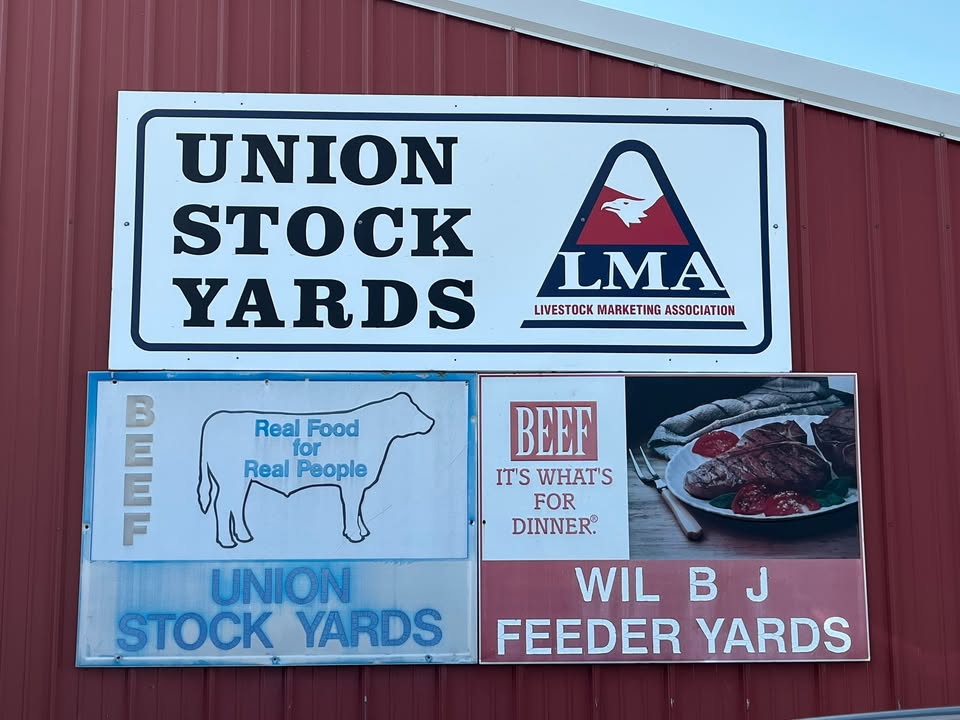 UNION
STOCK
YARDS
LMA
LIVESTOCK MARKETING ASSOCIATION
BEEF
Real Food
for
Real People
UNION
STOCK YARDS
BEEF
IT'S WHAT'S
FOR
DINNER.®
WIL B J
FEEDER YARDS